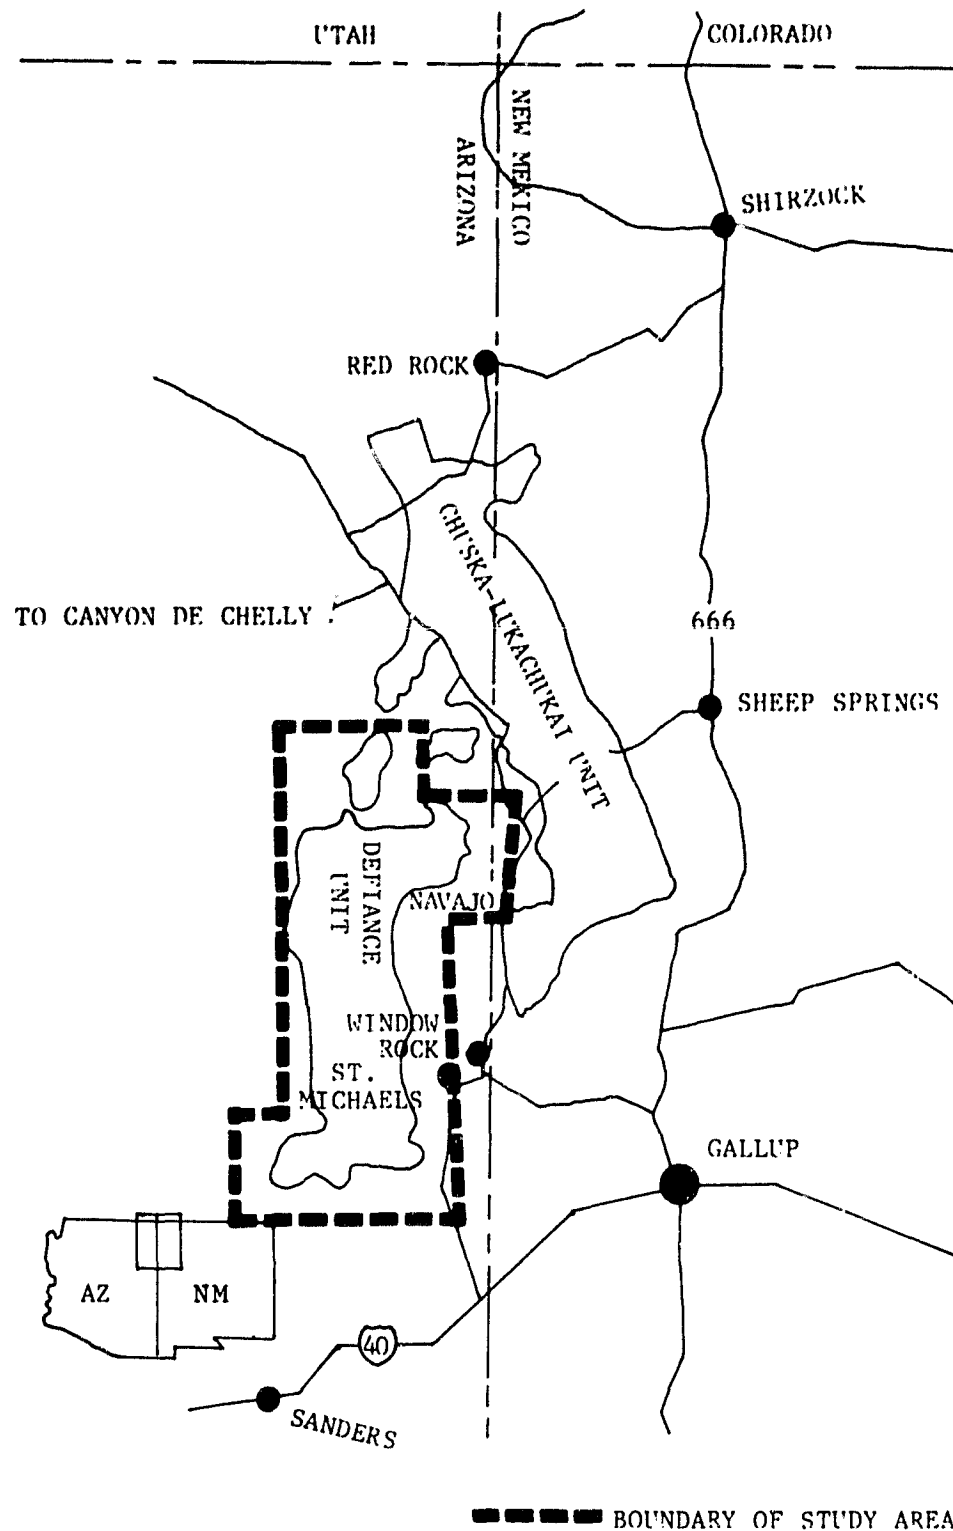 UTAH
COLORADO
NEW MEXICO
ARIZONA
SHIRZOCK
RED ROCK
CHUSKA-LUKACHUKAI UNIT
TO CANYON DE CHELLY
666
SHEEP SPRINGS
DEFIANCE
UNIT
NAVAJO
WINDOW
ROCK
ST.
MICHAELS
GALLUP
AZ
NM
40
SANDERS
BOUNDARY OF STUDY AREA